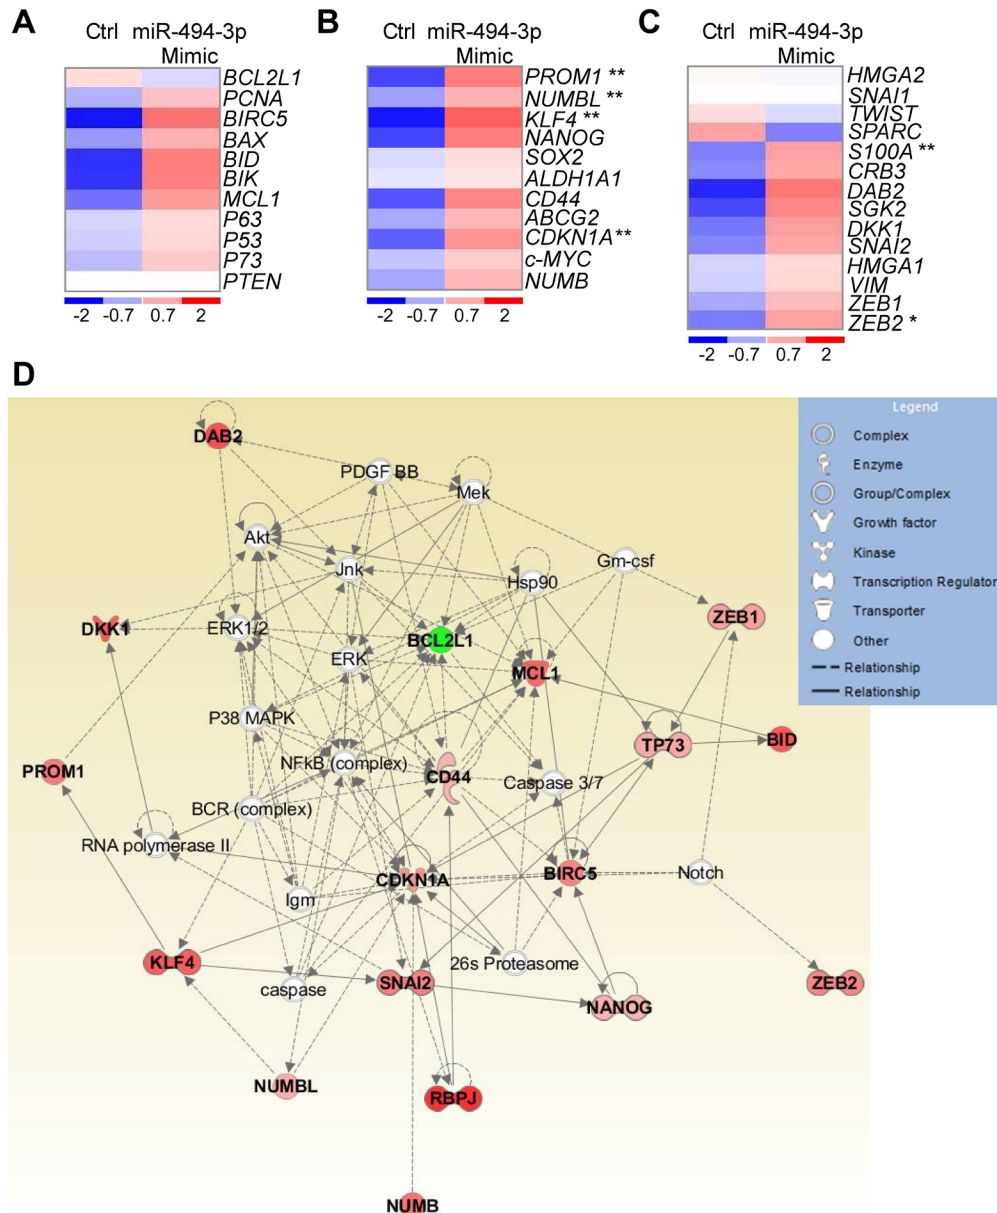 A
B
C
Ctrl miR-494-3p
Mimic
BCL2L1
PCNA
BIRC5
BAX
BID
BIK
MCL1
P63
P53
P73
PTEN
-2 -0.7 0.7 2
Ctrl miR-494-3p
Mimic
PROM1 **
NUMBL **
KLF4 **
NANOG
SOX2
ALDH1A1
CD44
ABCG2
CDKN1A**
c-MYC
NUMB
-2 -0.7 0.7 2
Ctrl miR-494-3p
Mimic
HMGA2
SNAI1
TWIST
SPARC
S100A **
CRB3
DAB2
SGK2
DKK1
SNAI2
HMGA1
VIM
ZEB1
ZEB2 *
-2 -0.7 0.7 2
D
Legend
Complex
Enzyme
Group/Complex
Growth factor
Kinase
Transcription Regulator
Transporter
Other
Relationship
Relationship
DAB2
PDGF BB
Mek
Akt
Jnk
Hsp90
Gm-csf
ZEB1
DKK1
ERK1/2
BCL2L1
ERK
MCL1
P38 MAPK
TP73
BID
PROM1
NFkB (complex)
CD44
Caspase 3/7
BCR (complex)
RNA polymerase II
CDKN1A
BIRC5
Notch
Igm
KLF4
26s Proteasome
SNAI2
caspase
ZEB2
NANOG
NUMBL
RBPJ
NUMB